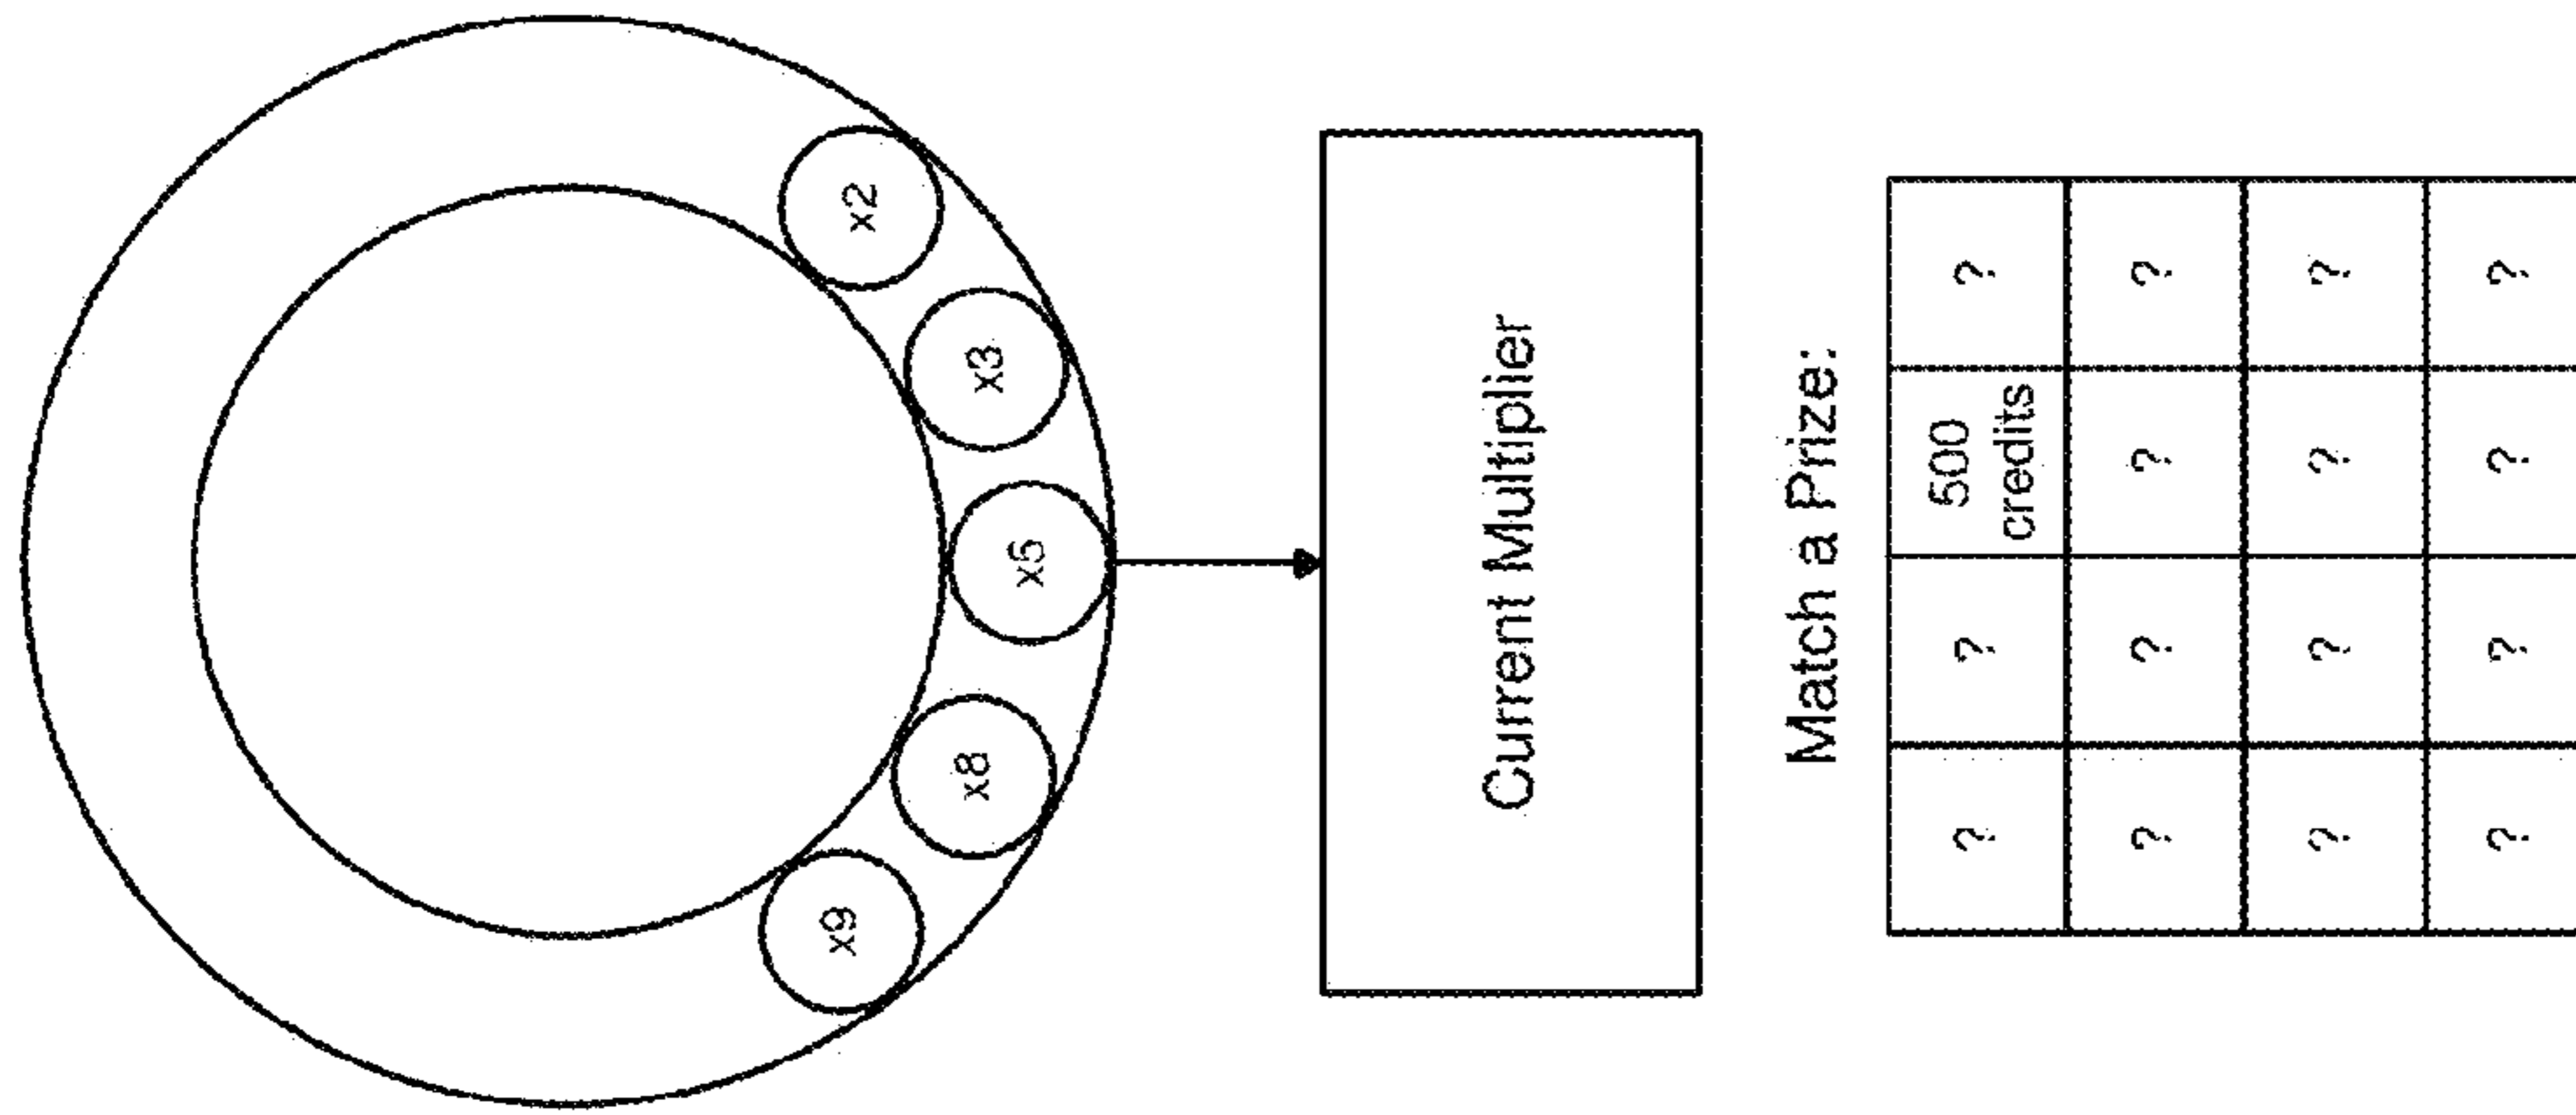 x9
x8
x5
x3
x2
Current Multiplier
Match a Prize:
? ? 500 credits ?
? ? ? ?
? ? ? ?
? ? ? ?